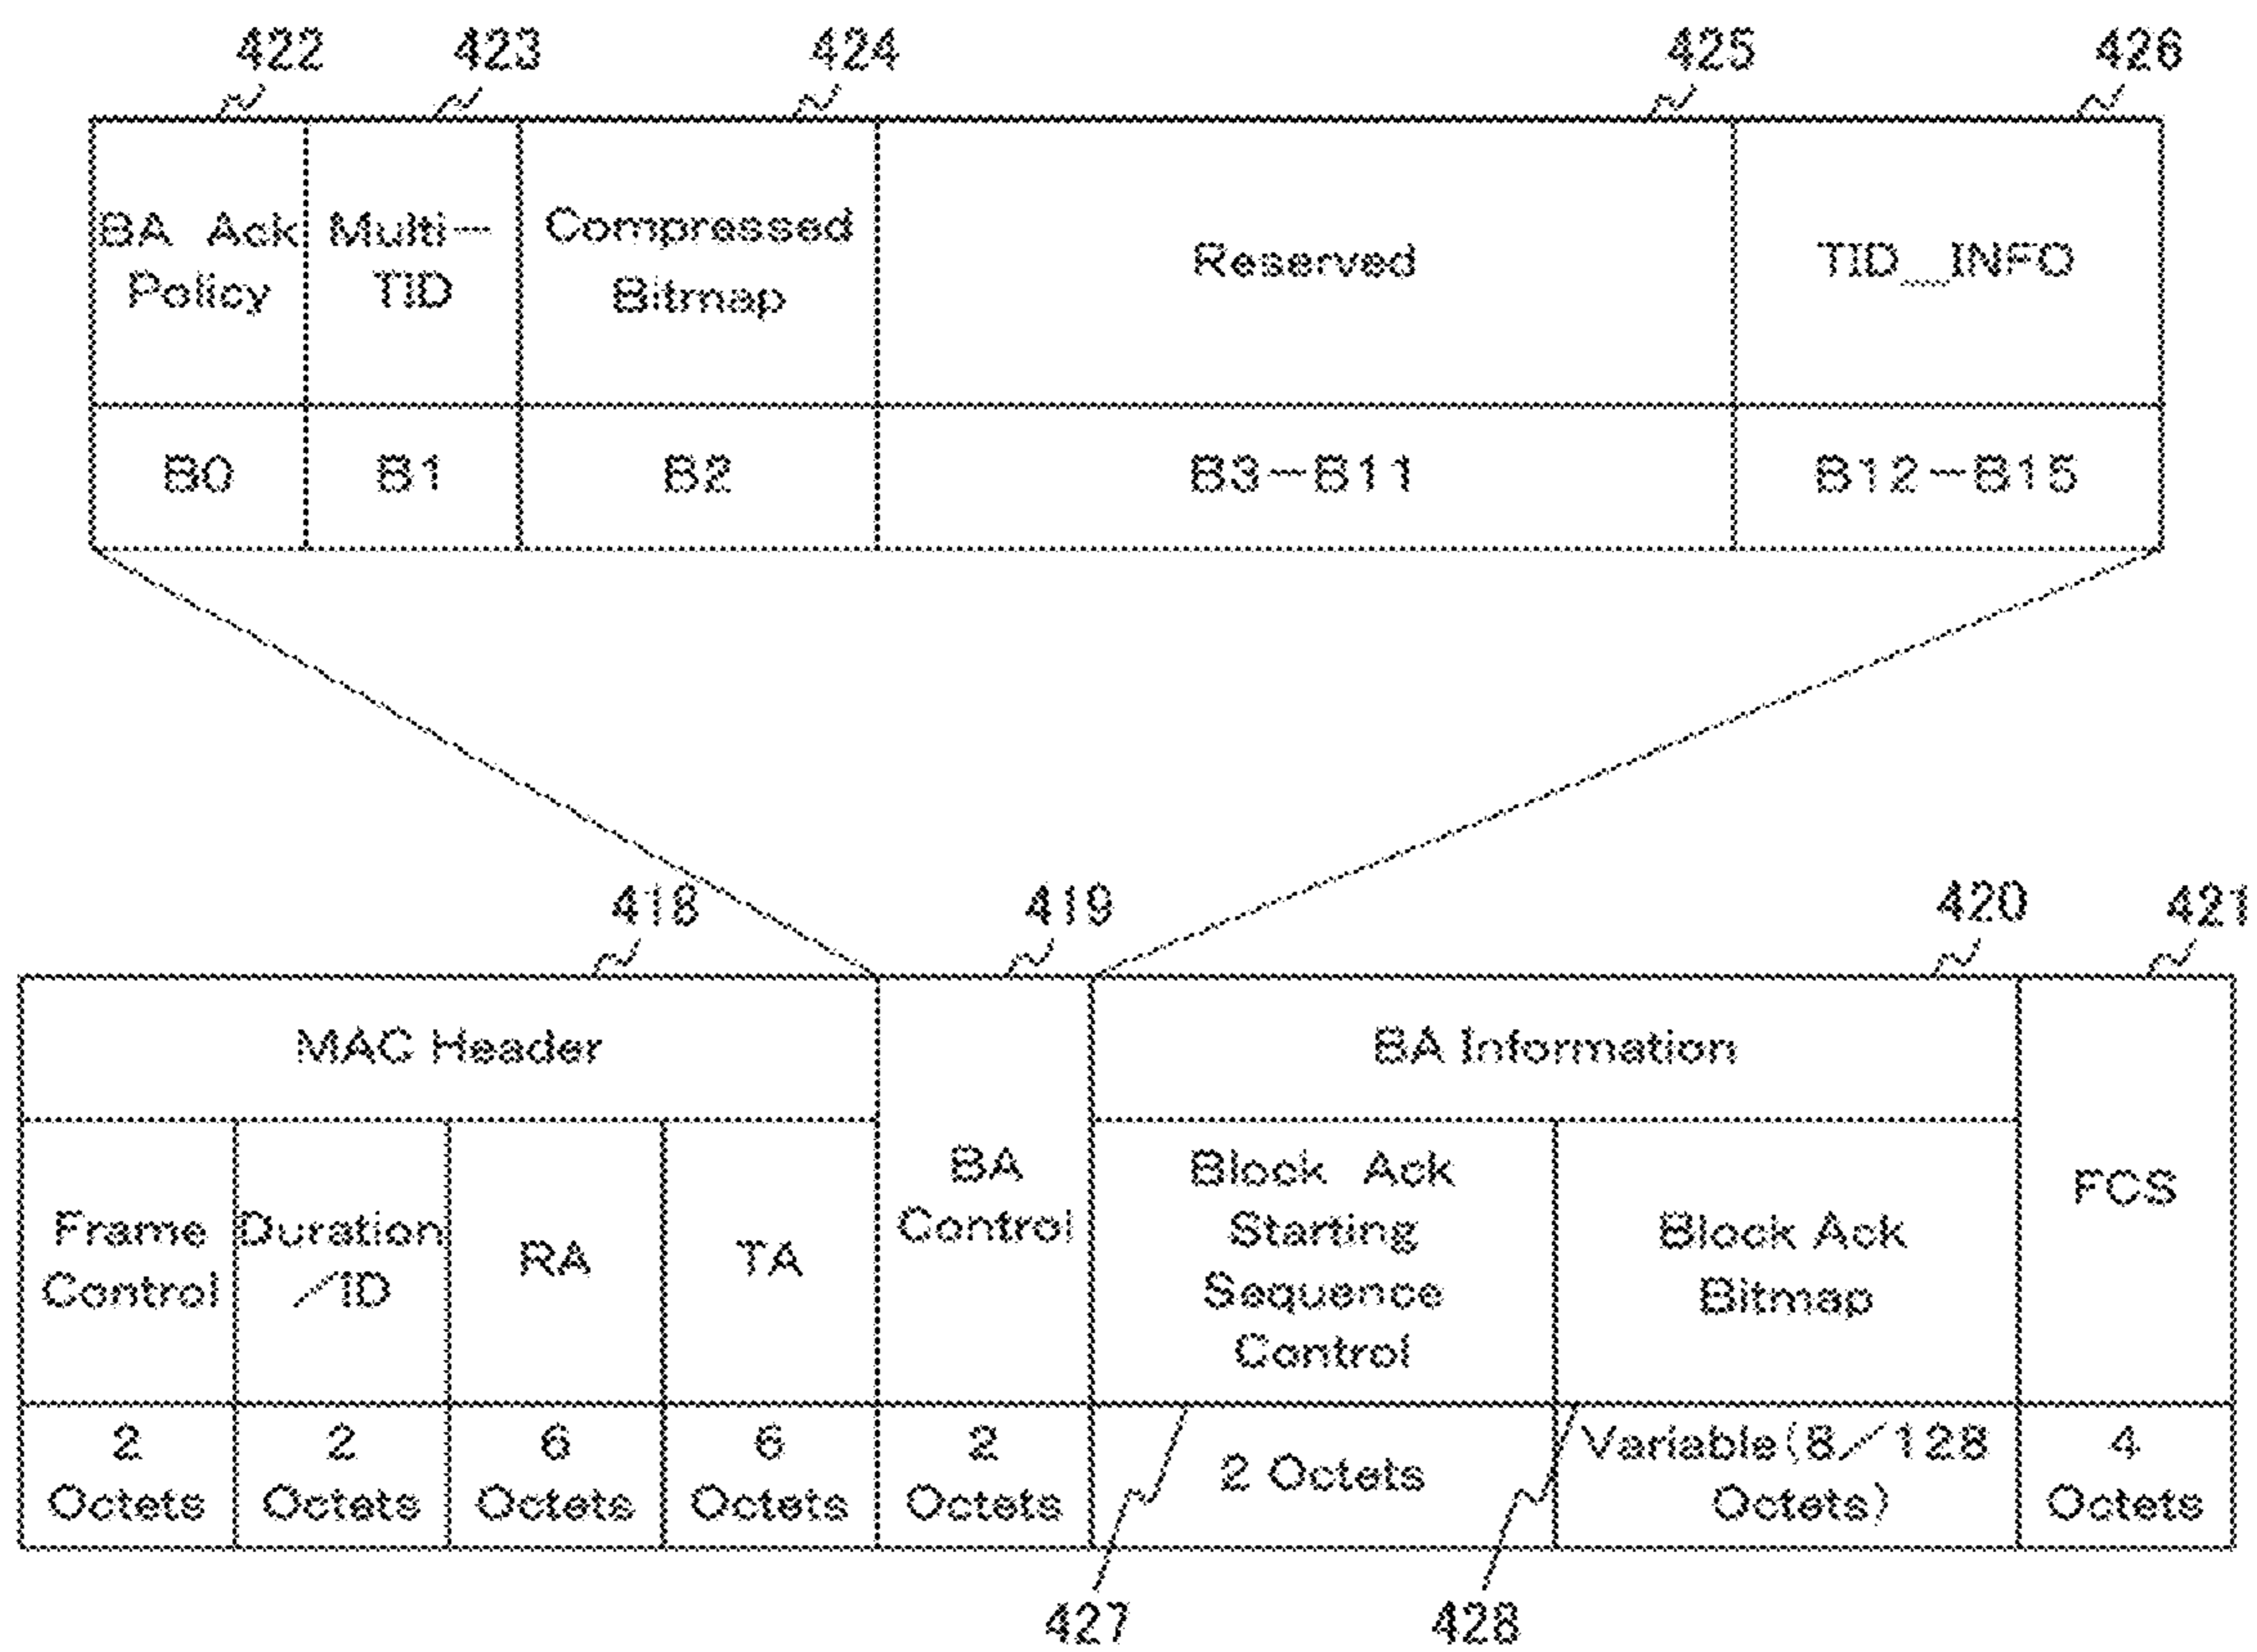 422 423 424 425 426
BA Ack Policy
Multi-TID
Compressed Bitmap
Reserved
TID_INFO
B0 B1 B2 B3-B11 B12-B15
418 419 420 421
MAC Header
BA Control
BA Information
FCS
Frame Control
Duration/ID
RA
TA
Block Ack
Starting
Sequence
Control
Block Ack
Bitmap
2 Octets
2 Octets
6 Octets
6 Octets
2 Octets
2 Octets
Variable(8/128 Octets)
4 Octets
427 428